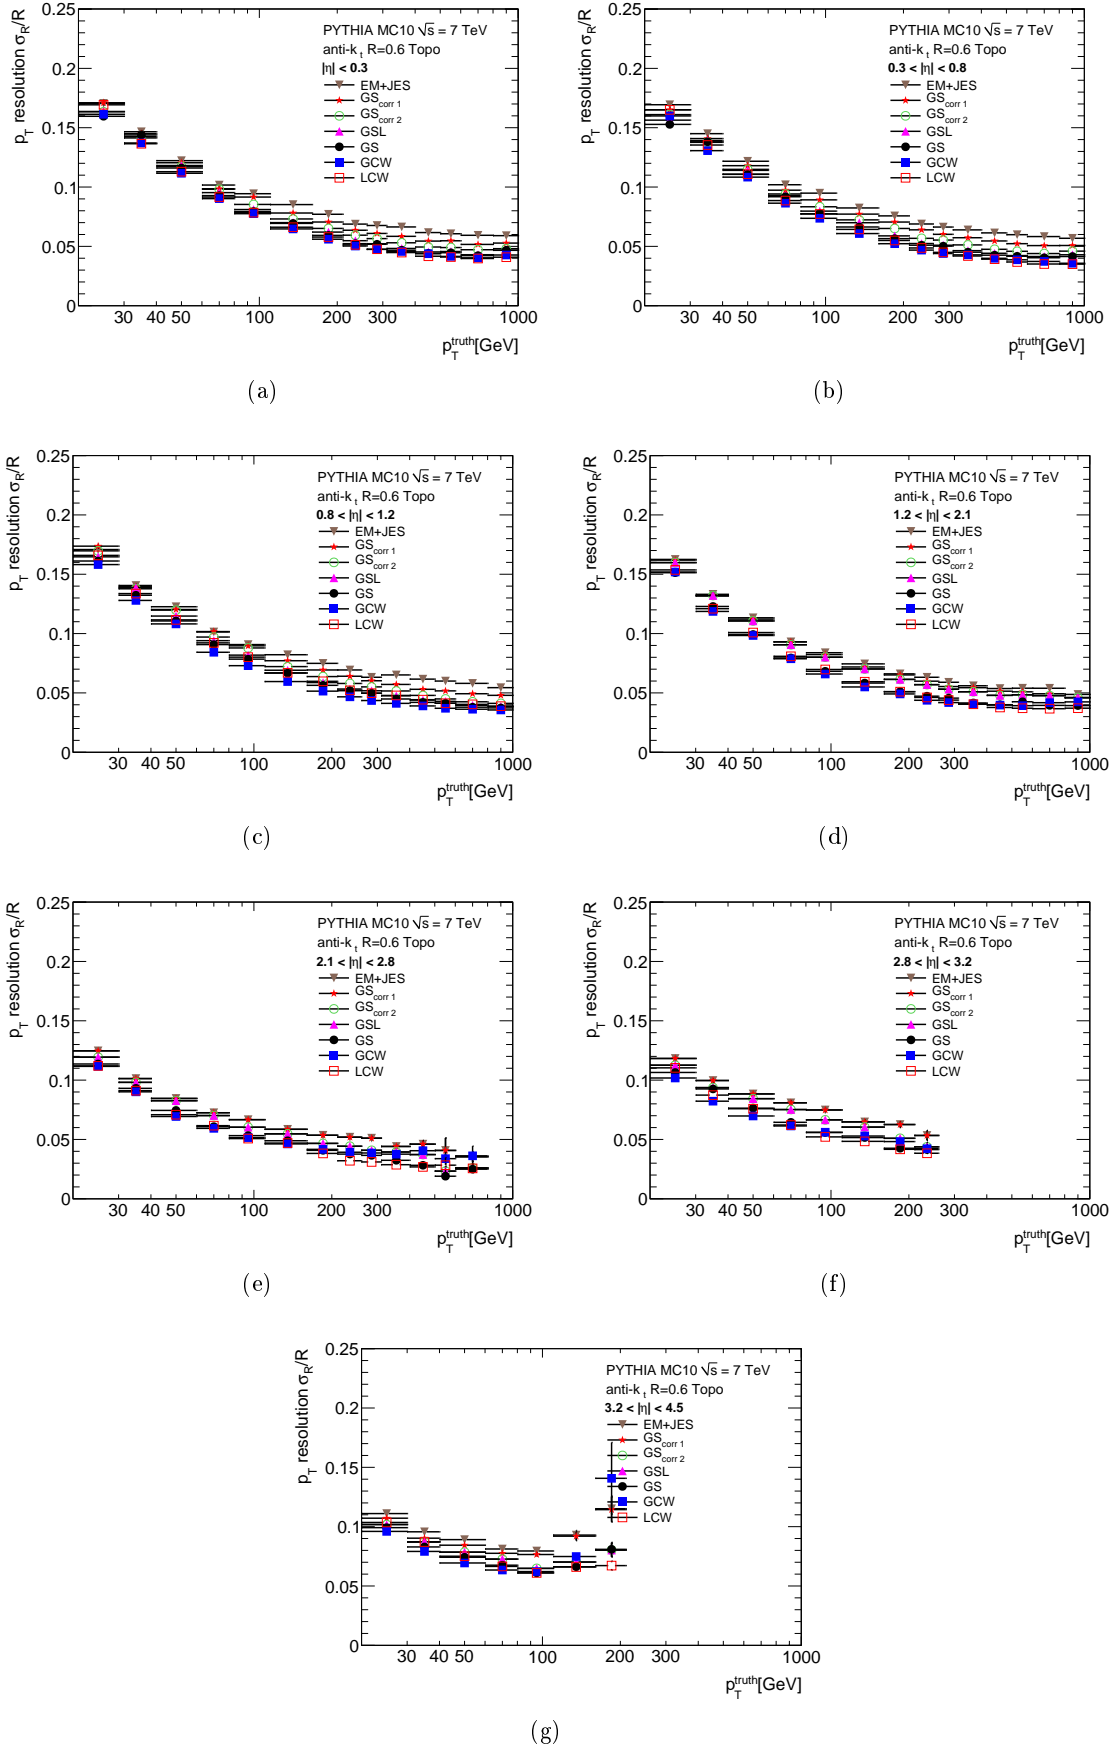 p_T resolution σ_R/R
0.25
0.2
0.15
0.1
0.05
0
PYTHIA MC10 √s = 7 TeV
anti-k_t R=0.6 Topo
|η| < 0.3
EM+JES
GS_corr 1
GS_corr 2
GSL
GS
GCW
LCW
30 40 50 100 200 300 1000
p_T^truth[GeV]
(a)
p_T resolution σ_R/R
0.25
0.2
0.15
0.1
0.05
0
PYTHIA MC10 √s = 7 TeV
anti-k_t R=0.6 Topo
0.3 < |η| < 0.8
EM+JES
GS_corr 1
GS_corr 2
GSL
GS
GCW
LCW
30 40 50 100 200 300 1000
p_T^truth[GeV]
(b)
p_T resolution σ_R/R
0.25
0.2
0.15
0.1
0.05
0
PYTHIA MC10 √s = 7 TeV
anti-k_t R=0.6 Topo
0.8 < |η| < 1.2
EM+JES
GS_corr 1
GS_corr 2
GSL
GS
GCW
LCW
30 40 50 100 200 300 1000
p_T^truth[GeV]
(c)
p_T resolution σ_R/R
0.25
0.2
0.15
0.1
0.05
0
PYTHIA MC10 √s = 7 TeV
anti-k_t R=0.6 Topo
1.2 < |η| < 2.1
EM+JES
GS_corr 1
GS_corr 2
GSL
GS
GCW
LCW
30 40 50 100 200 300 1000
p_T^truth[GeV]
(d)
p_T resolution σ_R/R
0.25
0.2
0.15
0.1
0.05
0
PYTHIA MC10 √s = 7 TeV
anti-k_t R=0.6 Topo
2.1 < |η| < 2.8
EM+JES
GS_corr 1
GS_corr 2
GSL
GS
GCW
LCW
30 40 50 100 200 300 1000
p_T^truth[GeV]
(e)
p_T resolution σ_R/R
0.25
0.2
0.15
0.1
0.05
0
PYTHIA MC10 √s = 7 TeV
anti-k_t R=0.6 Topo
2.8 < |η| < 3.2
EM+JES
GS_corr 1
GS_corr 2
GSL
GS
GCW
LCW
30 40 50 100 200 300 1000
p_T^truth[GeV]
(f)
p_T resolution σ_R/R
0.25
0.2
0.15
0.1
0.05
0
PYTHIA MC10 √s = 7 TeV
anti-k_t R=0.6 Topo
3.2 < |η| < 4.5
EM+JES
GS_corr 1
GS_corr 2
GSL
GS
GCW
LCW
30 40 50 100 200 300 1000
p_T^truth[GeV]
(g)